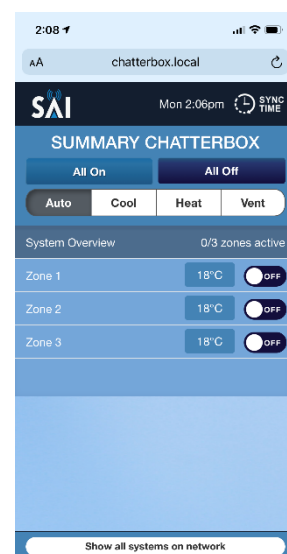 2:08
AA chatterbox.local
SAI Mon 2:06pm SYNC TIME
SUMMARY CHATTERBOX
All On All Off
Auto Cool Heat Vent
System Overview 0/3 zones active
Zone 1 18°C OFF
Zone 2 18°C OFF
Zone 3 18°C OFF
Show all systems on network